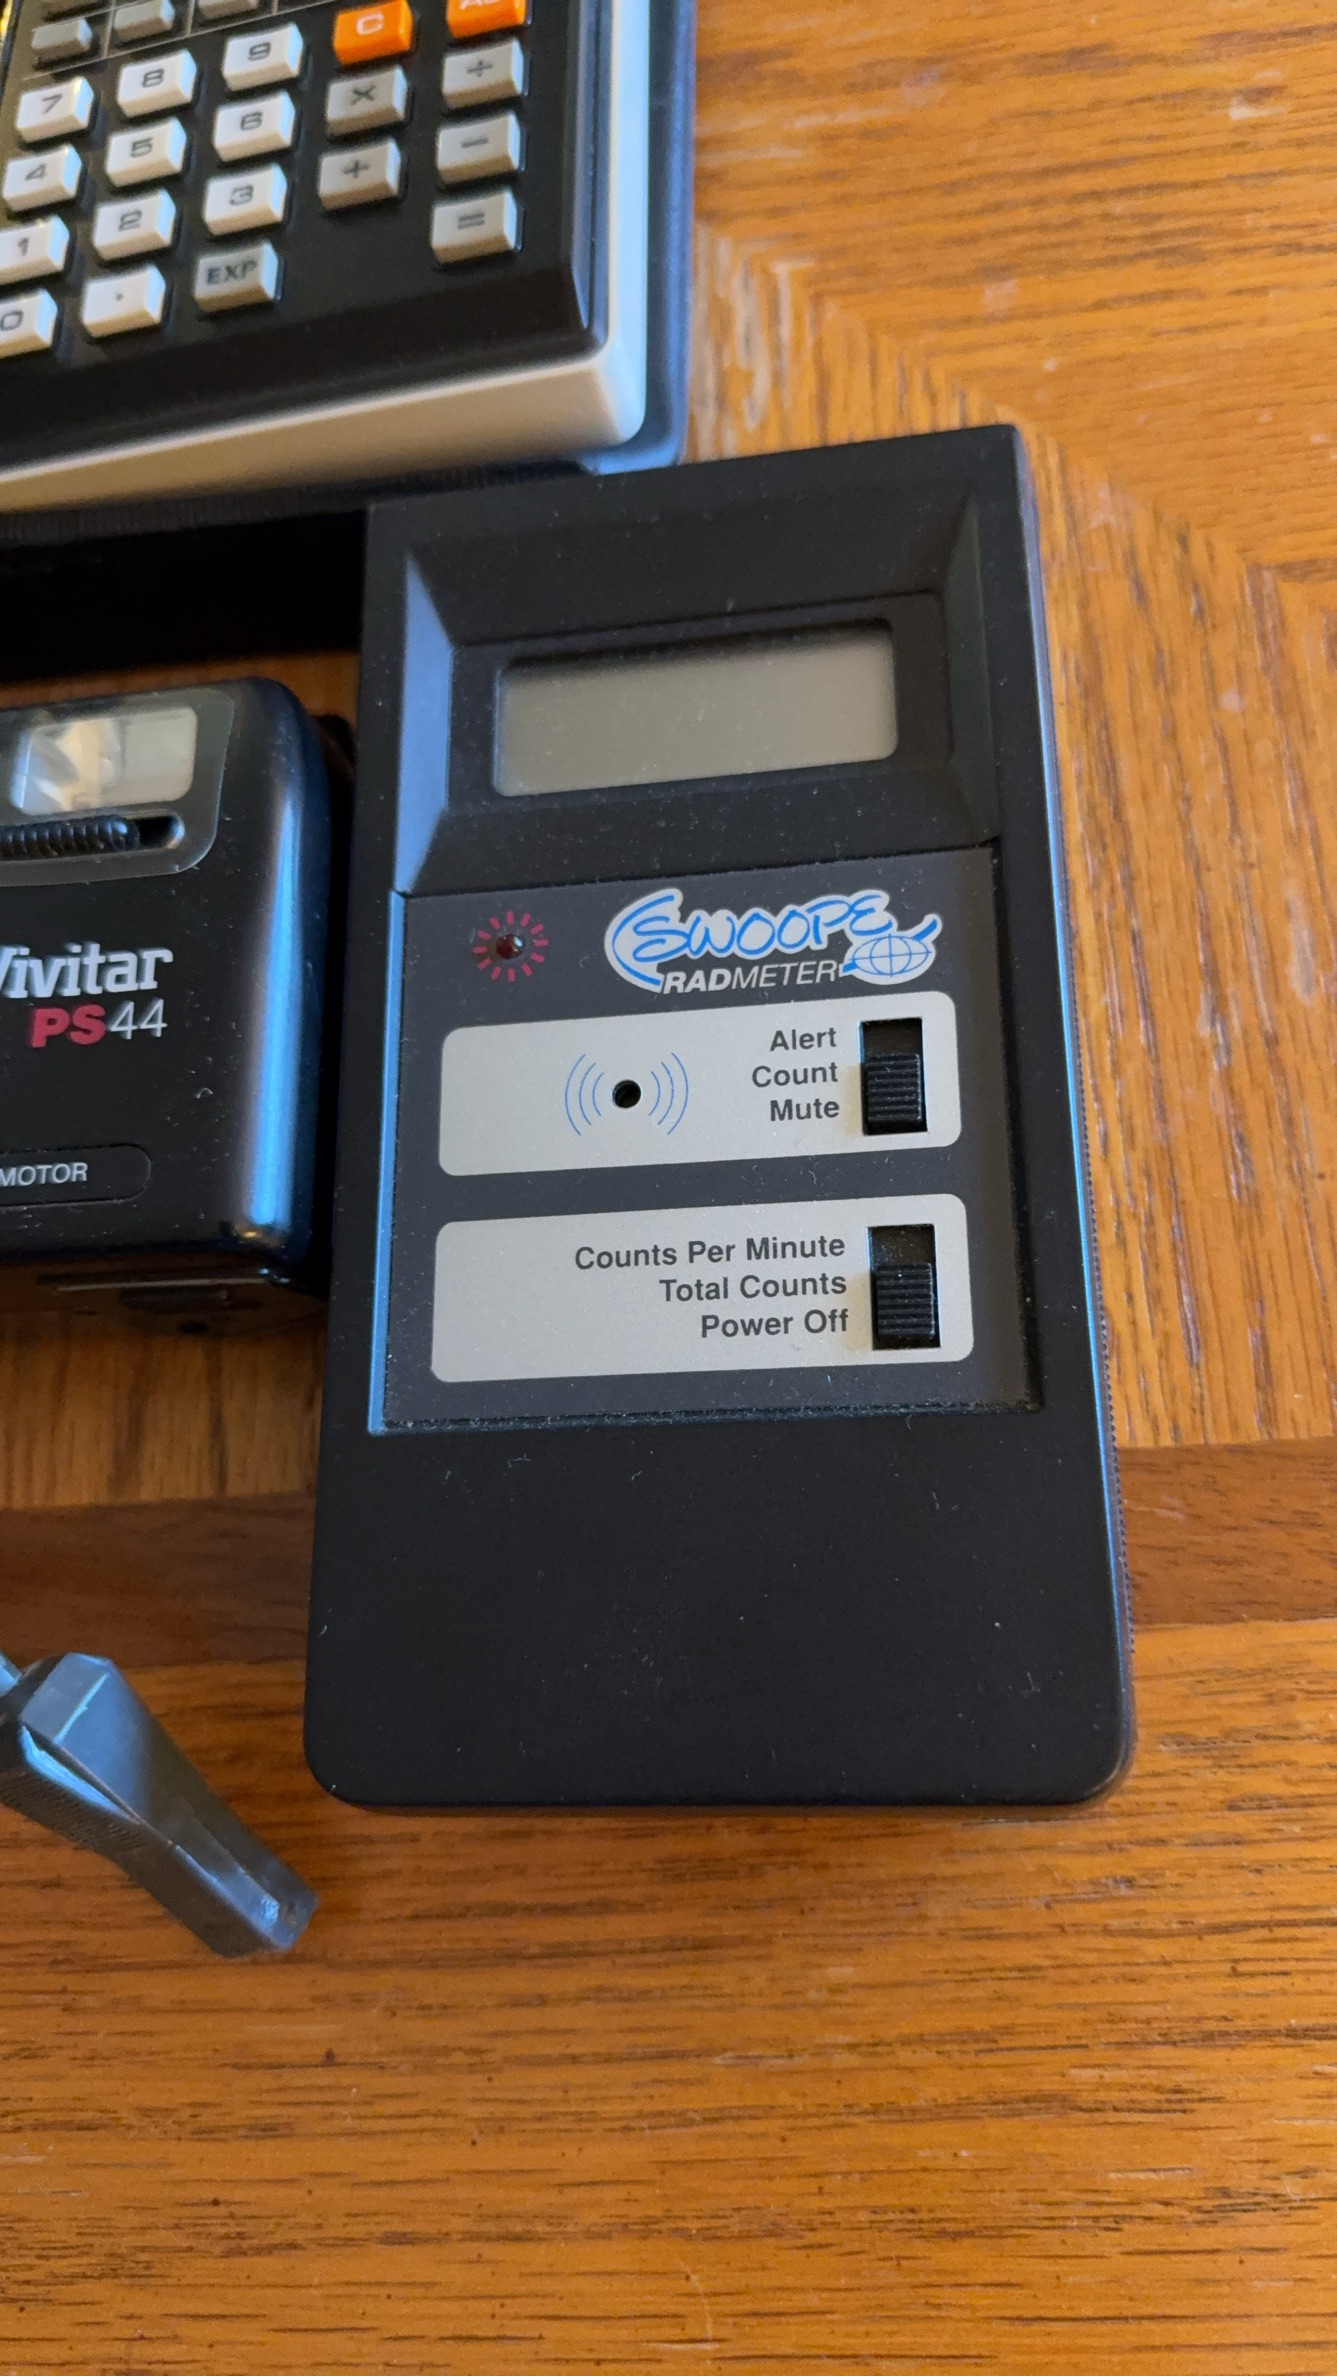 C
7 8 9 × ÷
4 5 6 + −
1 2 3 =
0 . EXP
Vivitar
PS44
MOTOR
SWOOPE
RADMETER
Alert
Count
Mute
Counts Per Minute
Total Counts
Power Off